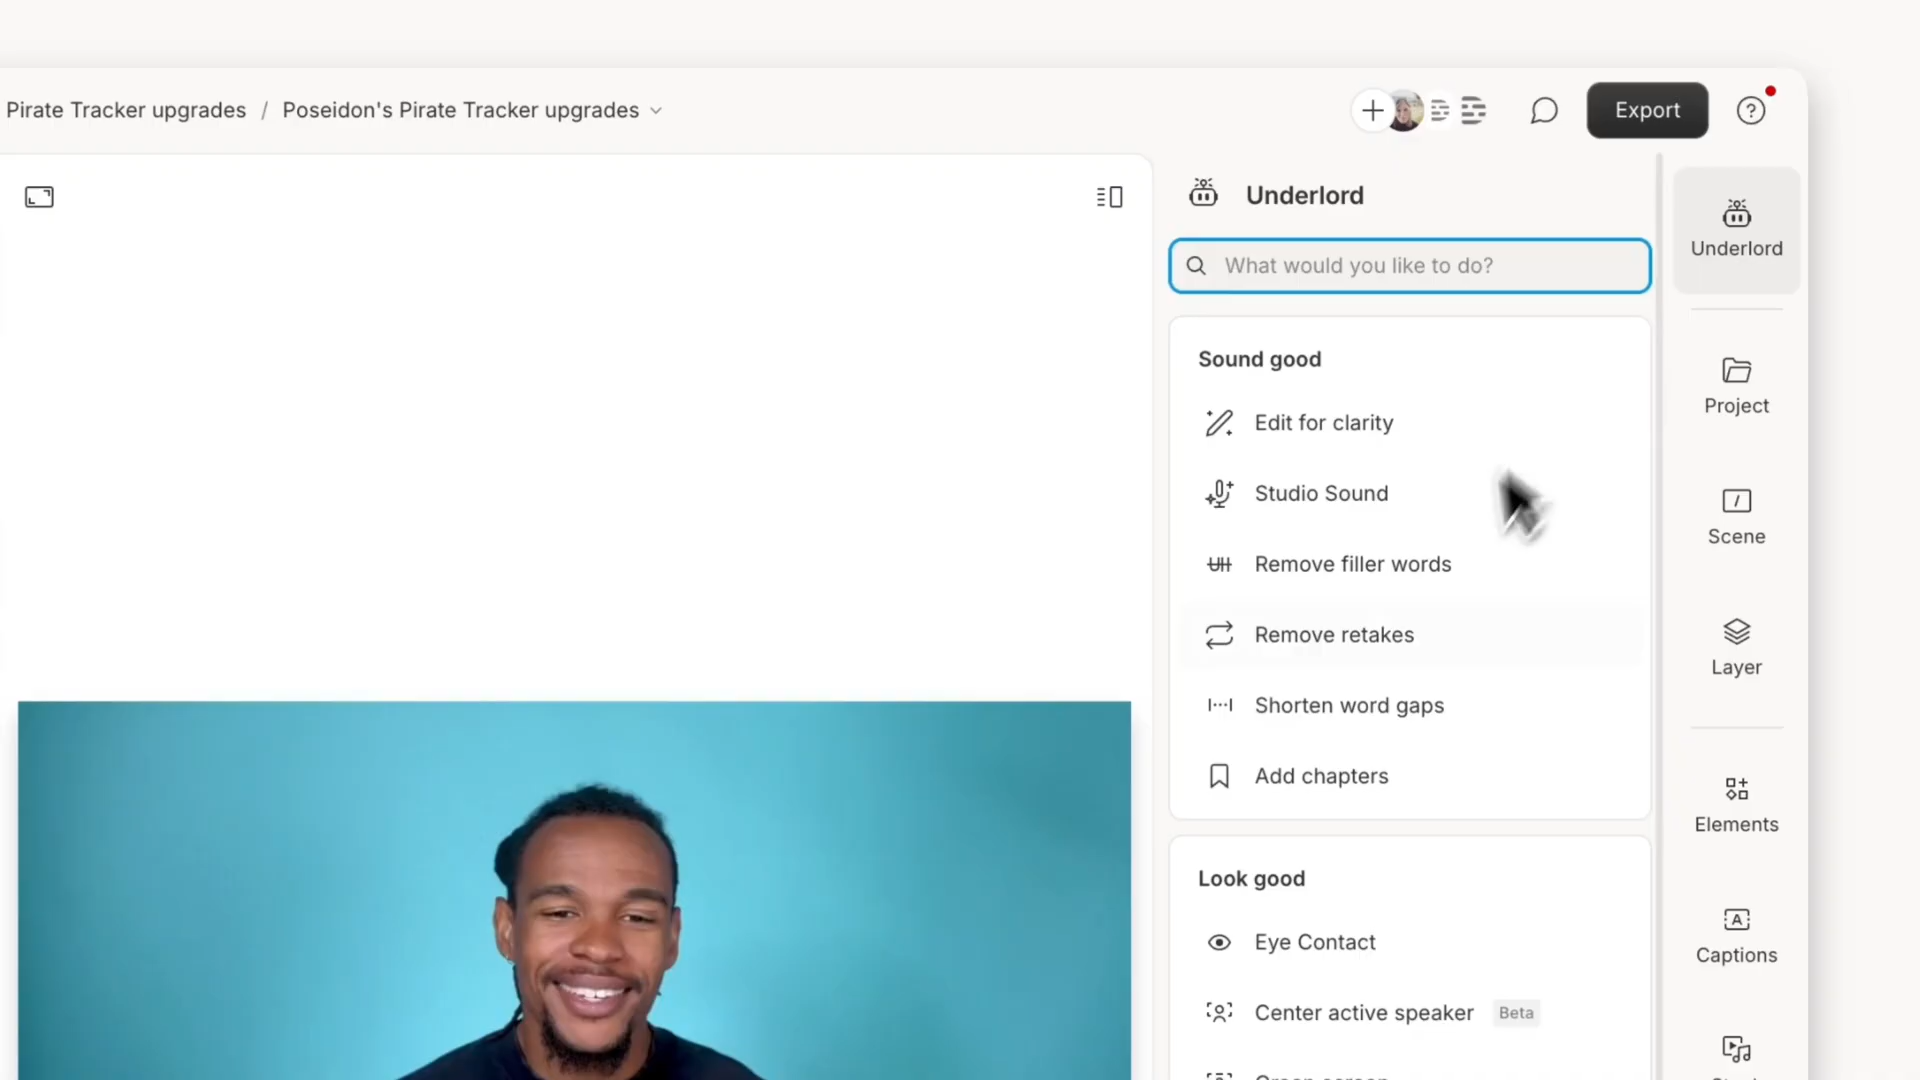 Pirate Tracker upgrades / Poseidon's Pirate Tracker upgrades
Export
Underlord
What would you like to do?
Sound good
Edit for clarity
Studio Sound
Remove filler words
Remove retakes
Shorten word gaps
Add chapters
Look good
Eye Contact
Center active speaker Beta
Underlord
Project
Scene
Layer
Elements
Captions